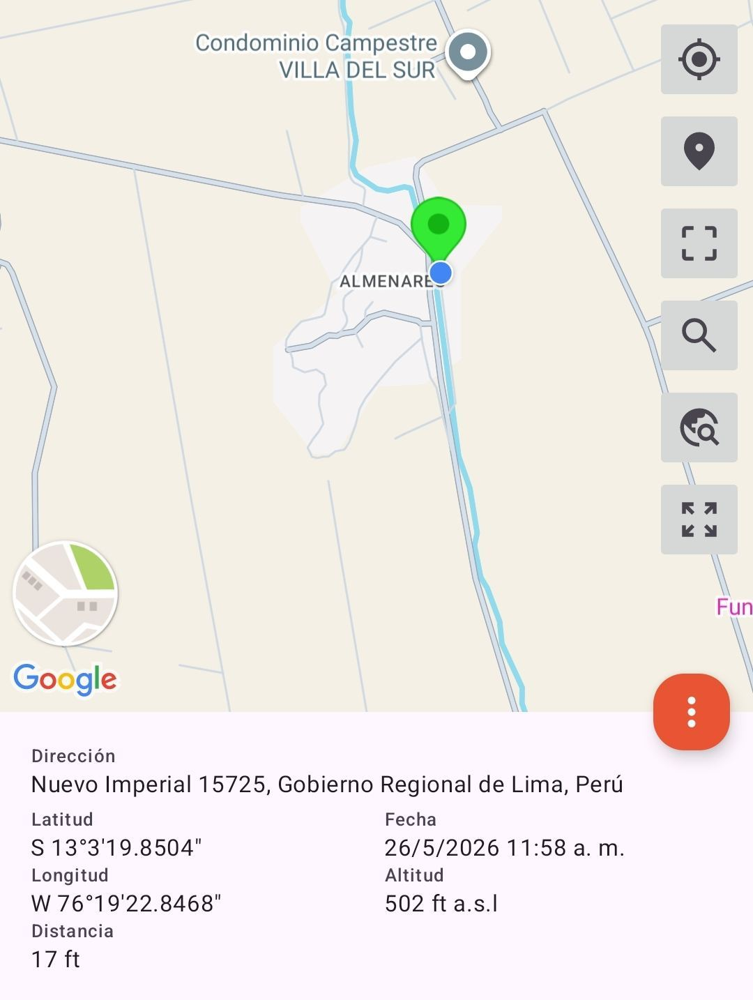 Condominio Campestre
VILLA DEL SUR
ALMENARES
Fun
Google
Dirección
Nuevo Imperial 15725, Gobierno Regional de Lima, Perú
Latitud
S 13°3'19.8504"
Fecha
26/5/2026 11:58 a. m.
Longitud
W 76°19'22.8468"
Altitud
502 ft a.s.l
Distancia
17 ft